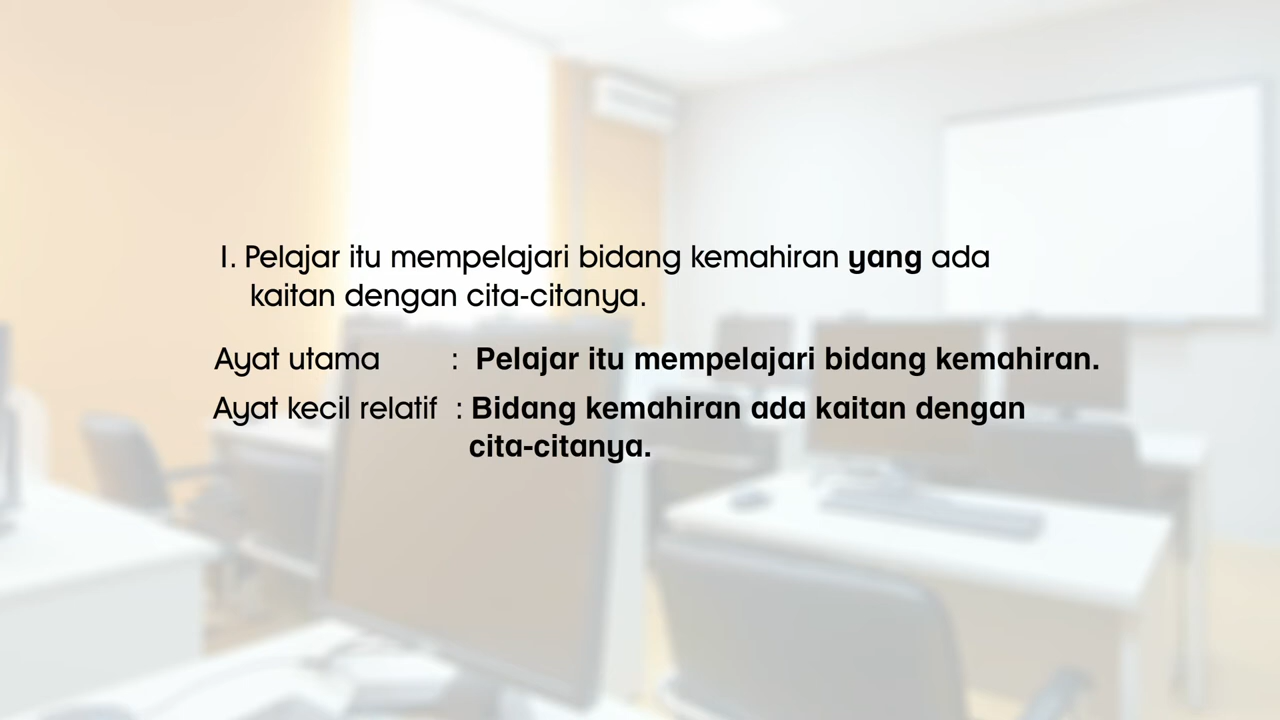 1. Pelajar itu mempelajari bidang kemahiran yang ada
kaitan dengan cita-citanya.
Ayat utama : Pelajar itu mempelajari bidang kemahiran.
Ayat kecil relatif : Bidang kemahiran ada kaitan dengan
cita-citanya.